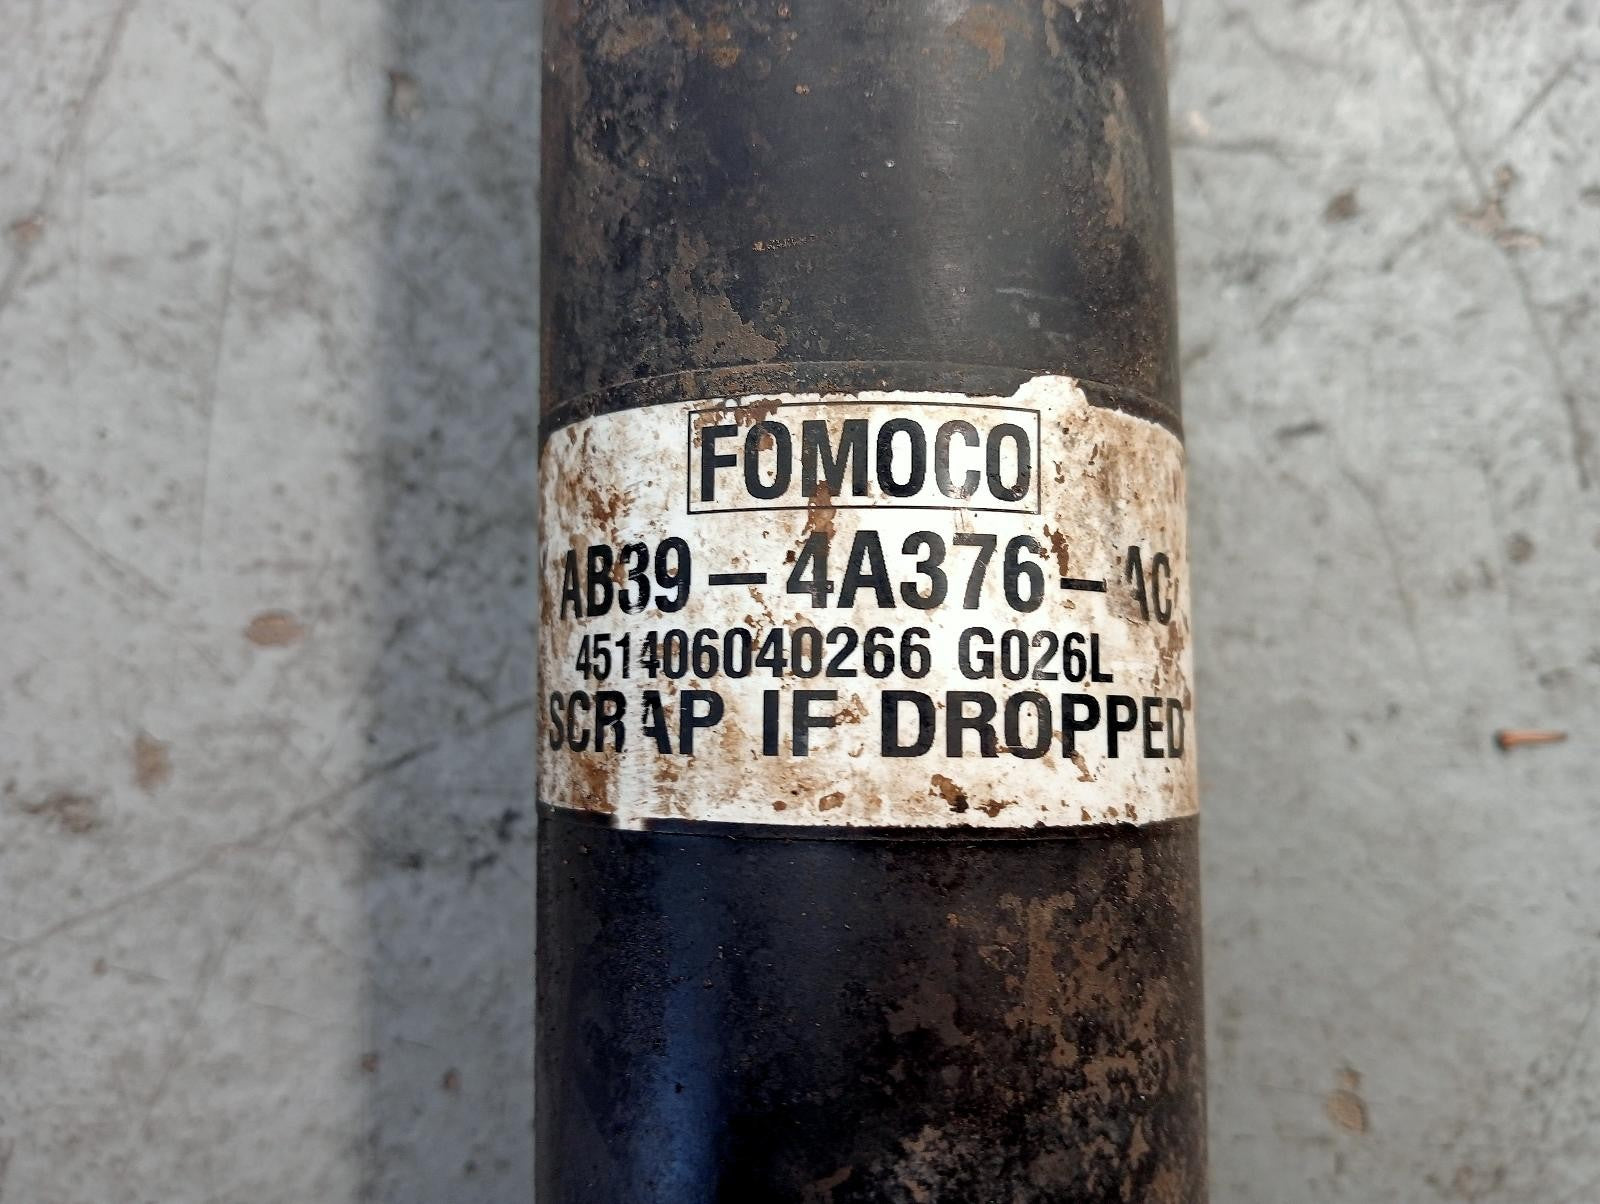 FOMOCO
AB39-4A376-AC
451406040266 G026L
SCRAP IF DROPPED